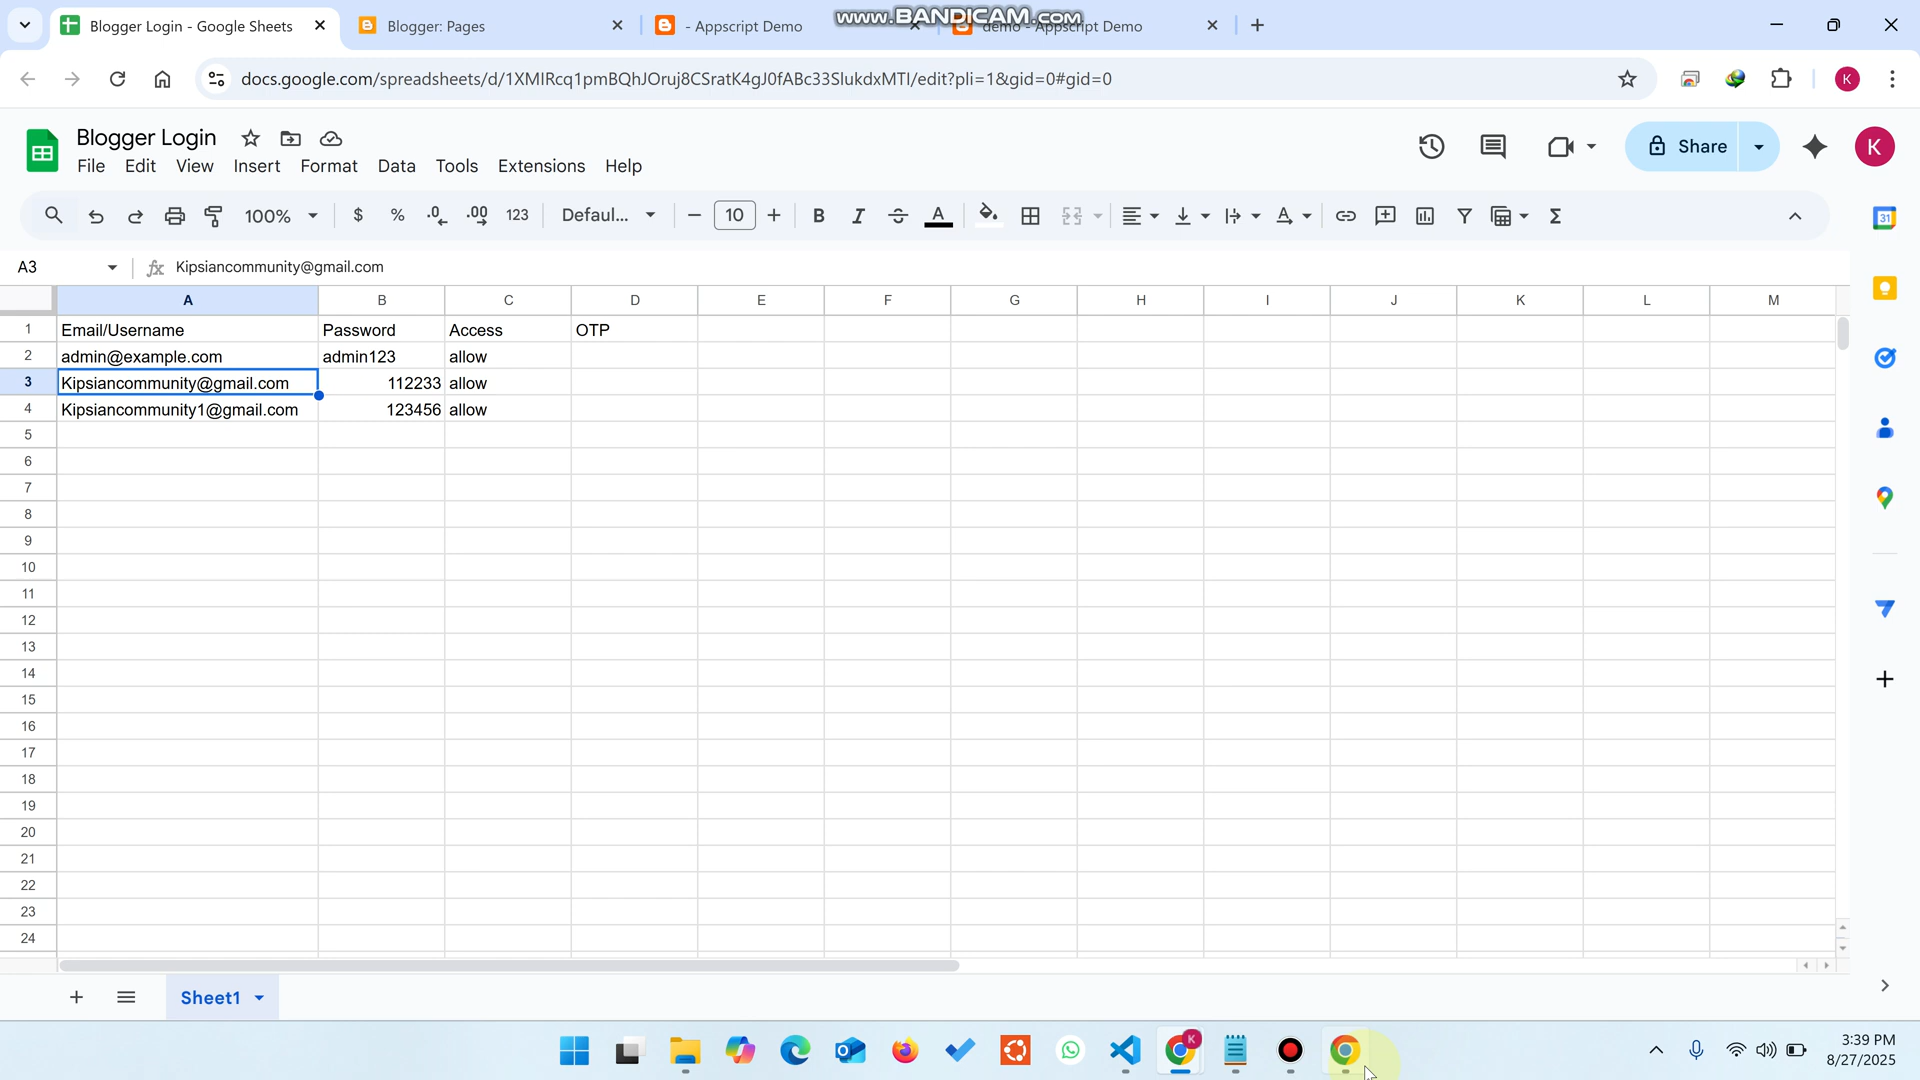 Blogger Login - Google Sheets
Blogger: Pages
- Appscript Demo
demo - Appscript Demo
www.BANDICAM.com
docs.google.com/spreadsheets/d/1XMIRcq1pmBQhJOruj8CSratK4gJ0fABc33SlukdxMTI/edit?pli=1&gid=0#gid=0
K
Blogger Login
Share
K
File Edit View Insert Format Data Tools Extensions Help
100% $ % .0 .00 123 Defaul... 10 B I S A
31
A3 fx Kipsiancommunity@gmail.com
A B C D E F G H I J K L M
1 Email/Username Password Access OTP
2 admin@example.com admin123 allow
3 Kipsiancommunity@gmail.com 112233 allow
4 Kipsiancommunity1@gmail.com 123456 allow
5
6
7
8
9
10
11
12
13
14
15
16
17
18
19
20
21
22
23
24
Sheet1
K
3:39 PM
8/27/2025